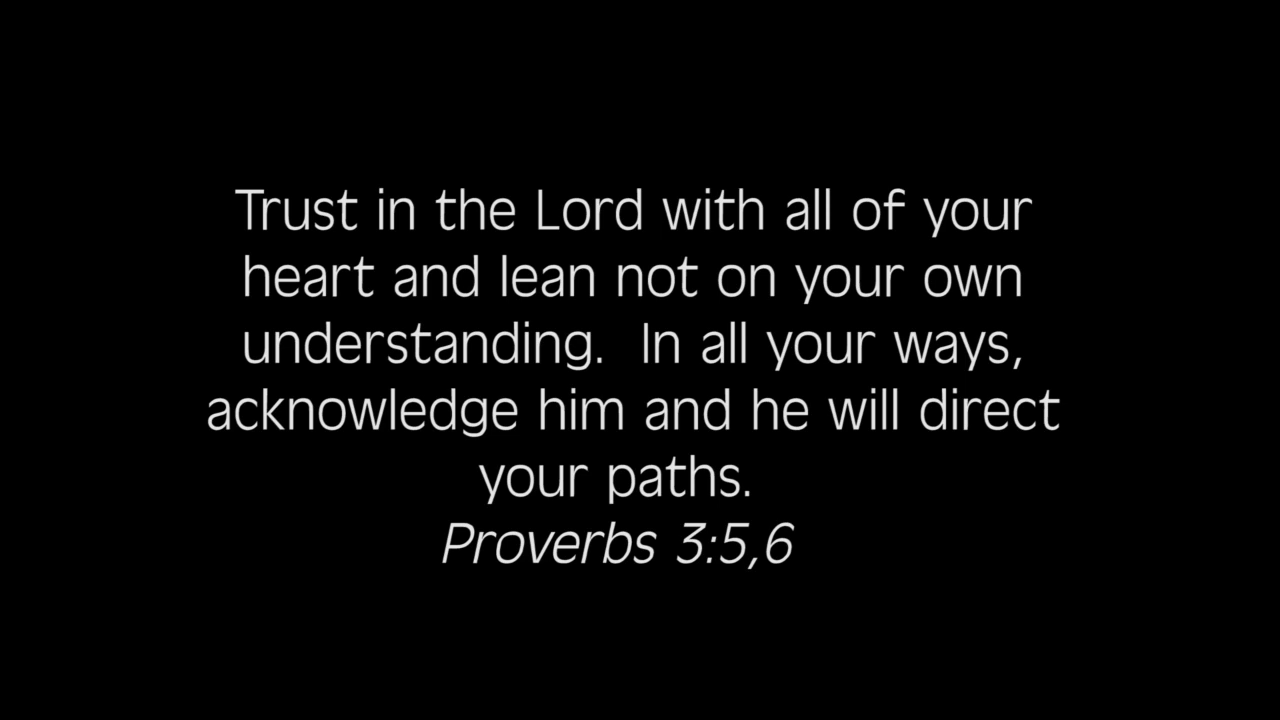 Trust in the Lord with all of your
heart and lean not on your own
understanding.  In all your ways,
acknowledge him and he will direct
your paths.
Proverbs 3:5,6